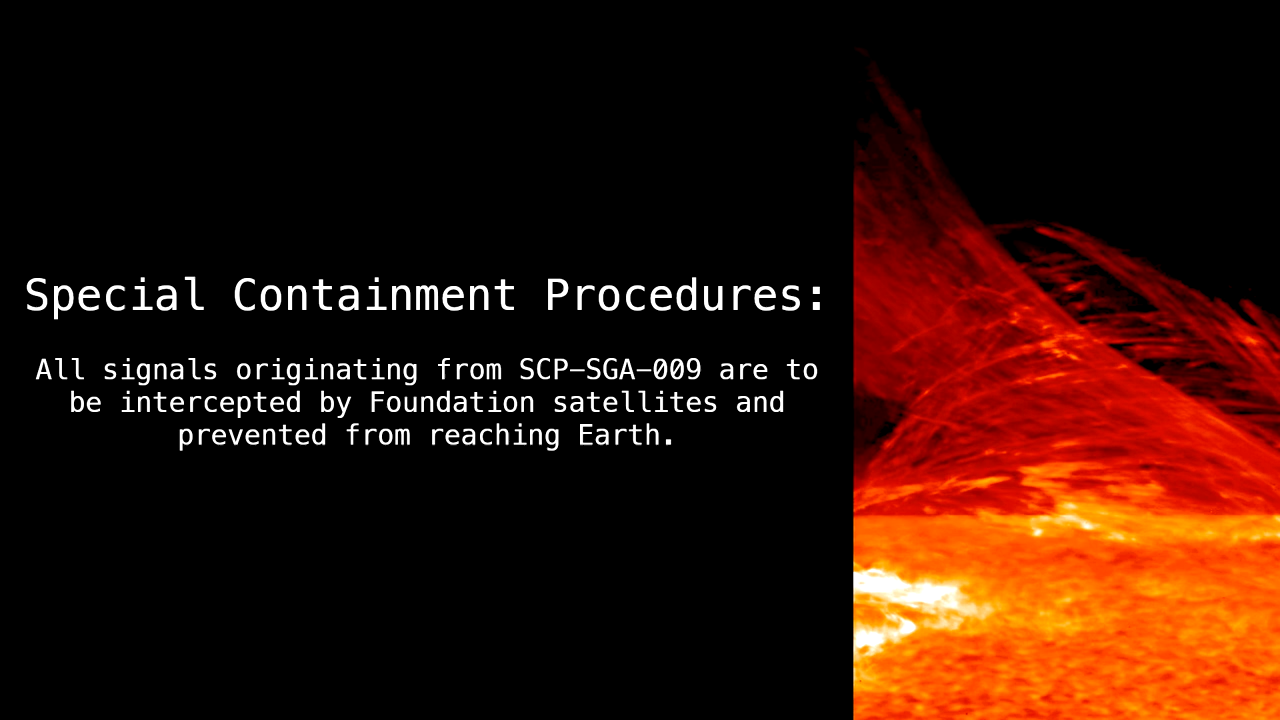 Special Containment Procedures:
All signals originating from SCP–SGA–009 are to
be intercepted by Foundation satellites and
prevented from reaching Earth.